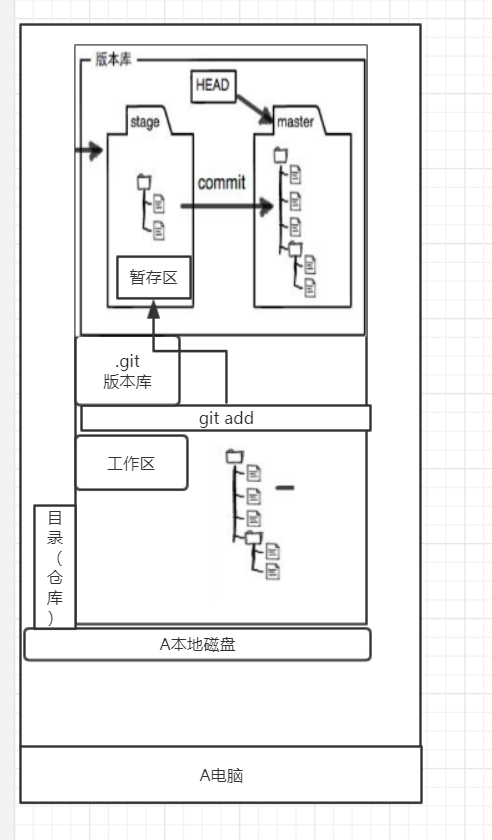 版本库
HEAD
stage
master
commit
暂存区
.git
版本库
git add
工作区
目
录
（
仓
库
）
A本地磁盘
A电脑